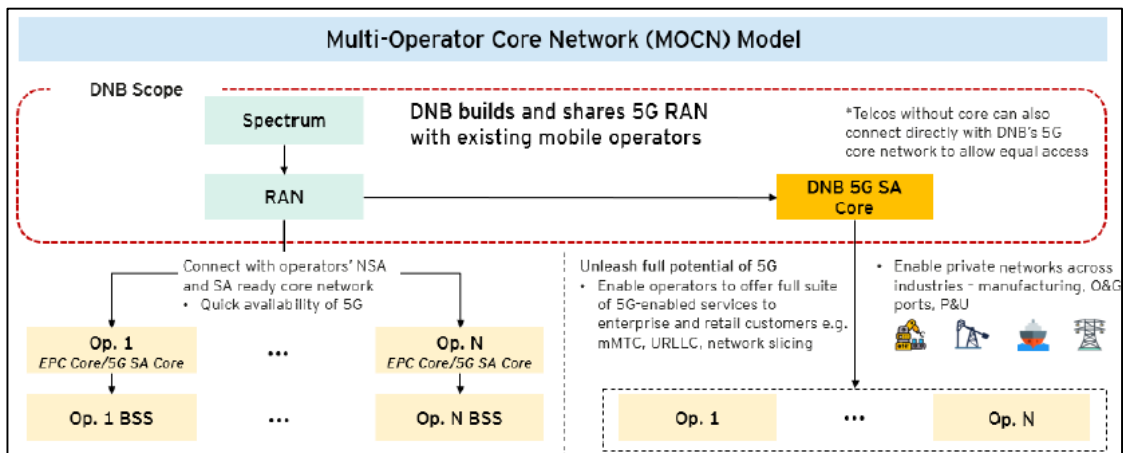 Multi-Operator Core Network (MOCN) Model
DNB Scope
Spectrum
DNB builds and shares 5G RAN
with existing mobile operators
*Telcos without core can also
connect directly with DNB's 5G
core network to allow equal access
RAN
DNB 5G SA
Core
Connect with operators' NSA
and SA ready core network
• Quick availability of 5G
Op. 1
EPC Core/5G SA Core
...
Op. N
EPC Core/5G SA Core
Op. 1 BSS
...
Op. N BSS
Unleash full potential of 5G
• Enable operators to offer full suite
of 5G-enabled services to
enterprise and retail customers e.g.
mMTC, URLLC, network slicing
• Enable private networks across
industries – manufacturing, O&G
ports, P&U
Op. 1
...
Op. N